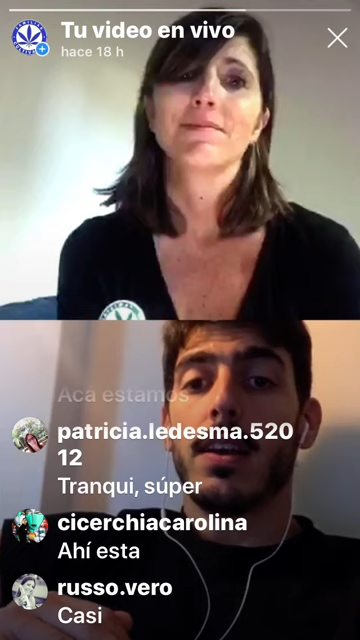 Tu video en vivo
hace 18 h
Acá estamos
patricia.ledesma.520
12
Tranqui, súper
cicerchiacarolina
Ahí esta
russo.vero
Casi